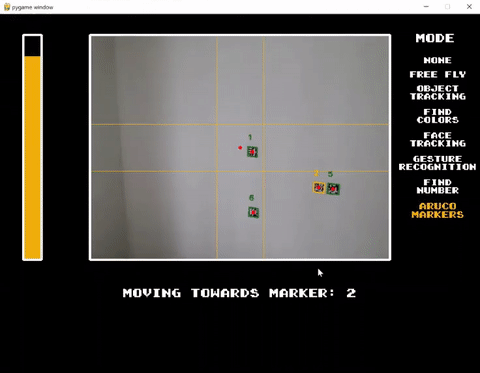 pygame window
MODE
NONE
FREE FLY
OBJECT
TRACKING
FIND
COLORS
FACE
TRACKING
GESTURE
RECOGNITION
FIND
NUMBER
ARUCO
MARKERS
1
2 5
6
MOVING TOWARDS MARKER: 2